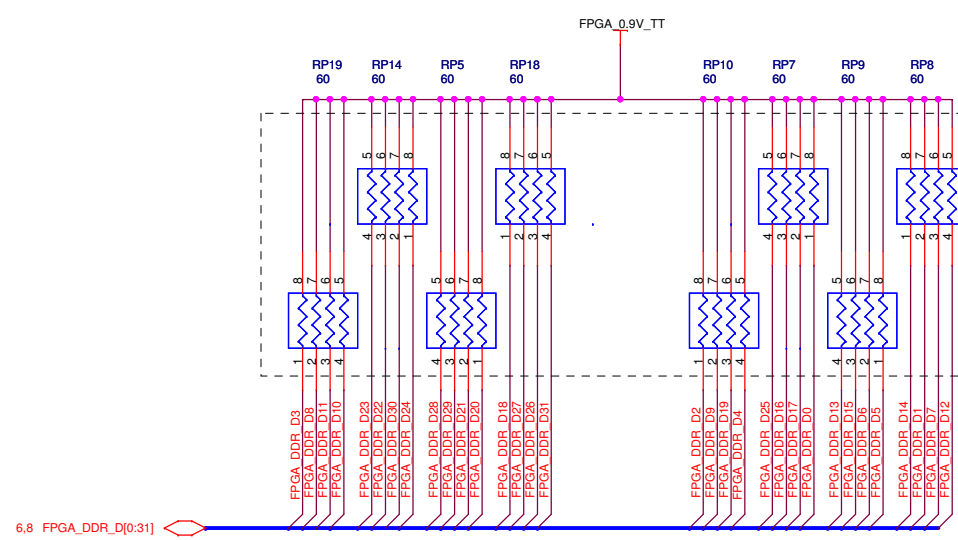 FPGA_0.9V_TT
RP19 RP14 RP5 RP18 RP10 RP7 RP9 RP8
60 60 60 60 60 60 60 60
5 6 7 8 8 7 6 5 5 6 7 8 8 7 6 5
4 3 2 1 1 2 3 4 4 3 2 1 1 2 3 4
8 7 6 5 5 6 7 8 8 7 6 5 5 6 7 8
1 2 3 4 4 3 2 1 1 2 3 4 4 3 2 1
FPGA_DDR_D3
FPGA_DDR_D8
FPGA_DDR_D11
FPGA_DDR_D10
FPGA_DDR_D23
FPGA_DDR_D22
FPGA_DDR_D30
FPGA_DDR_D24
FPGA_DDR_D28
FPGA_DDR_D29
FPGA_DDR_D21
FPGA_DDR_D20
FPGA_DDR_D18
FPGA_DDR_D27
FPGA_DDR_D26
FPGA_DDR_D31
FPGA_DDR_D2
FPGA_DDR_D9
FPGA_DDR_D19
FPGA_DDR_D4
FPGA_DDR_D25
FPGA_DDR_D16
FPGA_DDR_D17
FPGA_DDR_D0
FPGA_DDR_D13
FPGA_DDR_D15
FPGA_DDR_D6
FPGA_DDR_D5
FPGA_DDR_D14
FPGA_DDR_D1
FPGA_DDR_D7
FPGA_DDR_D12
6,8 FPGA_DDR_D[0:31]